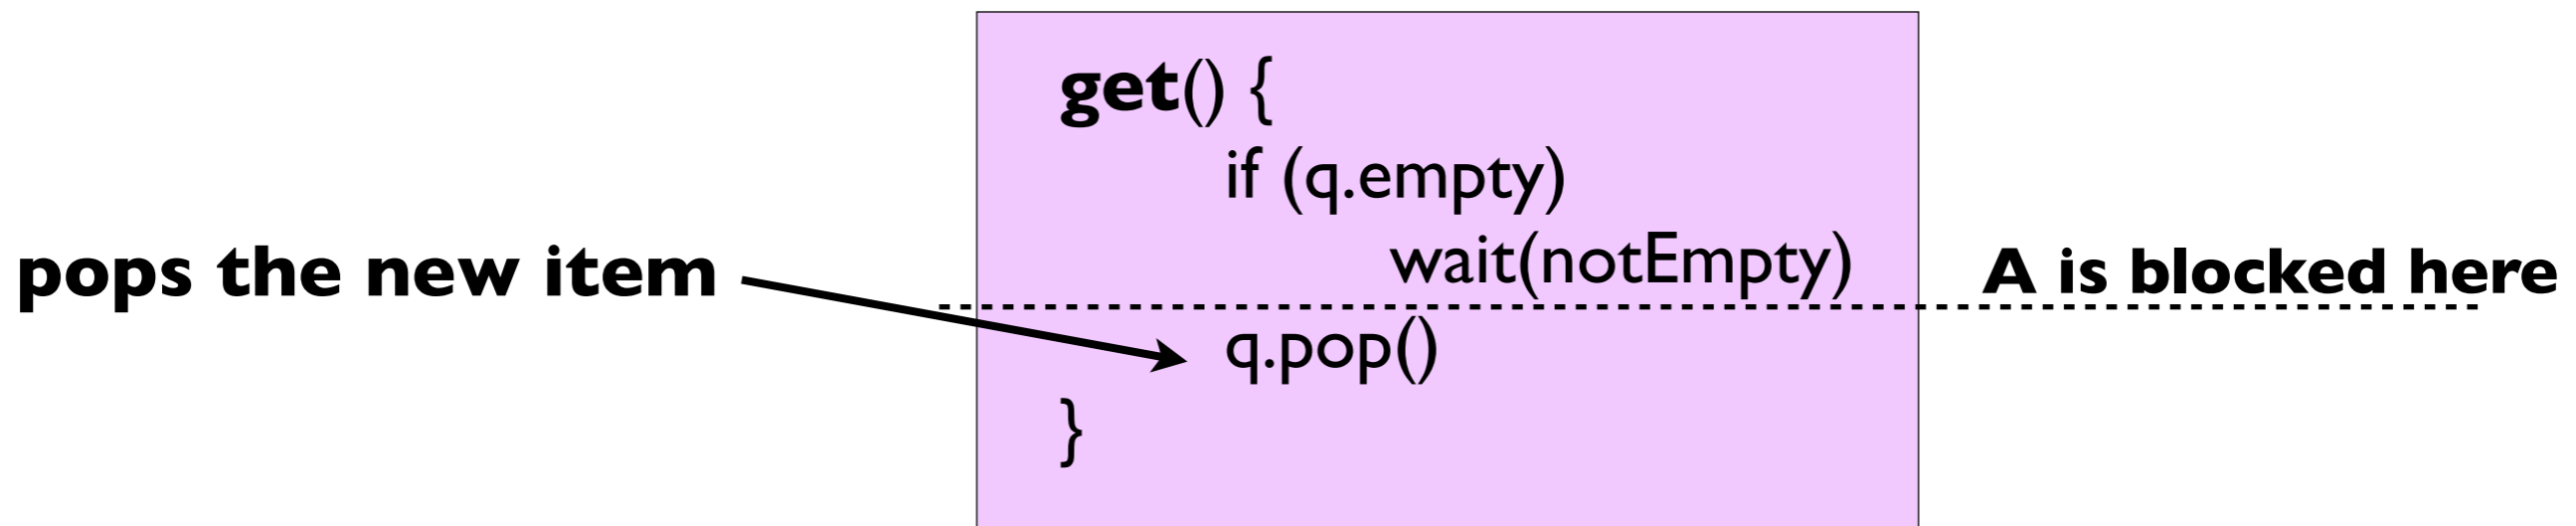 get() {
if (q.empty)
wait(notEmpty)
pops the new item
A is blocked here
q.pop()
}